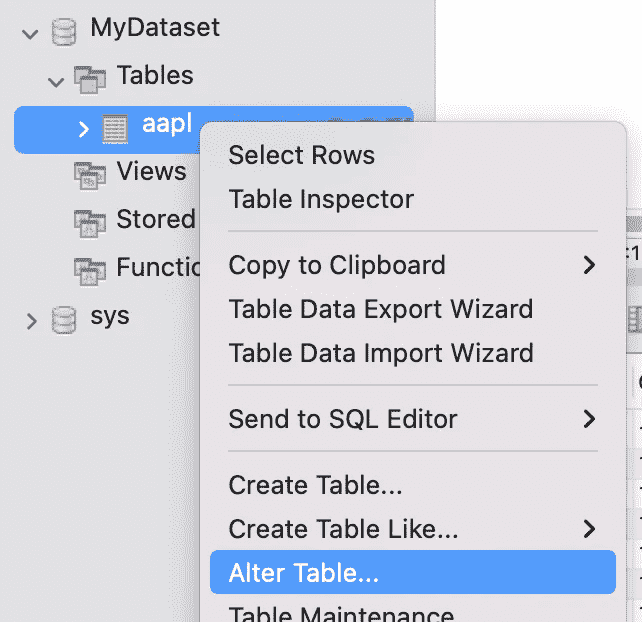 MyDataset
Tables
aapl
Views
Stored
Functio
sys
Select Rows
Table Inspector
Copy to Clipboard
Table Data Export Wizard
Table Data Import Wizard
Send to SQL Editor
Create Table...
Create Table Like...
Alter Table...
Table Maintenance
:1